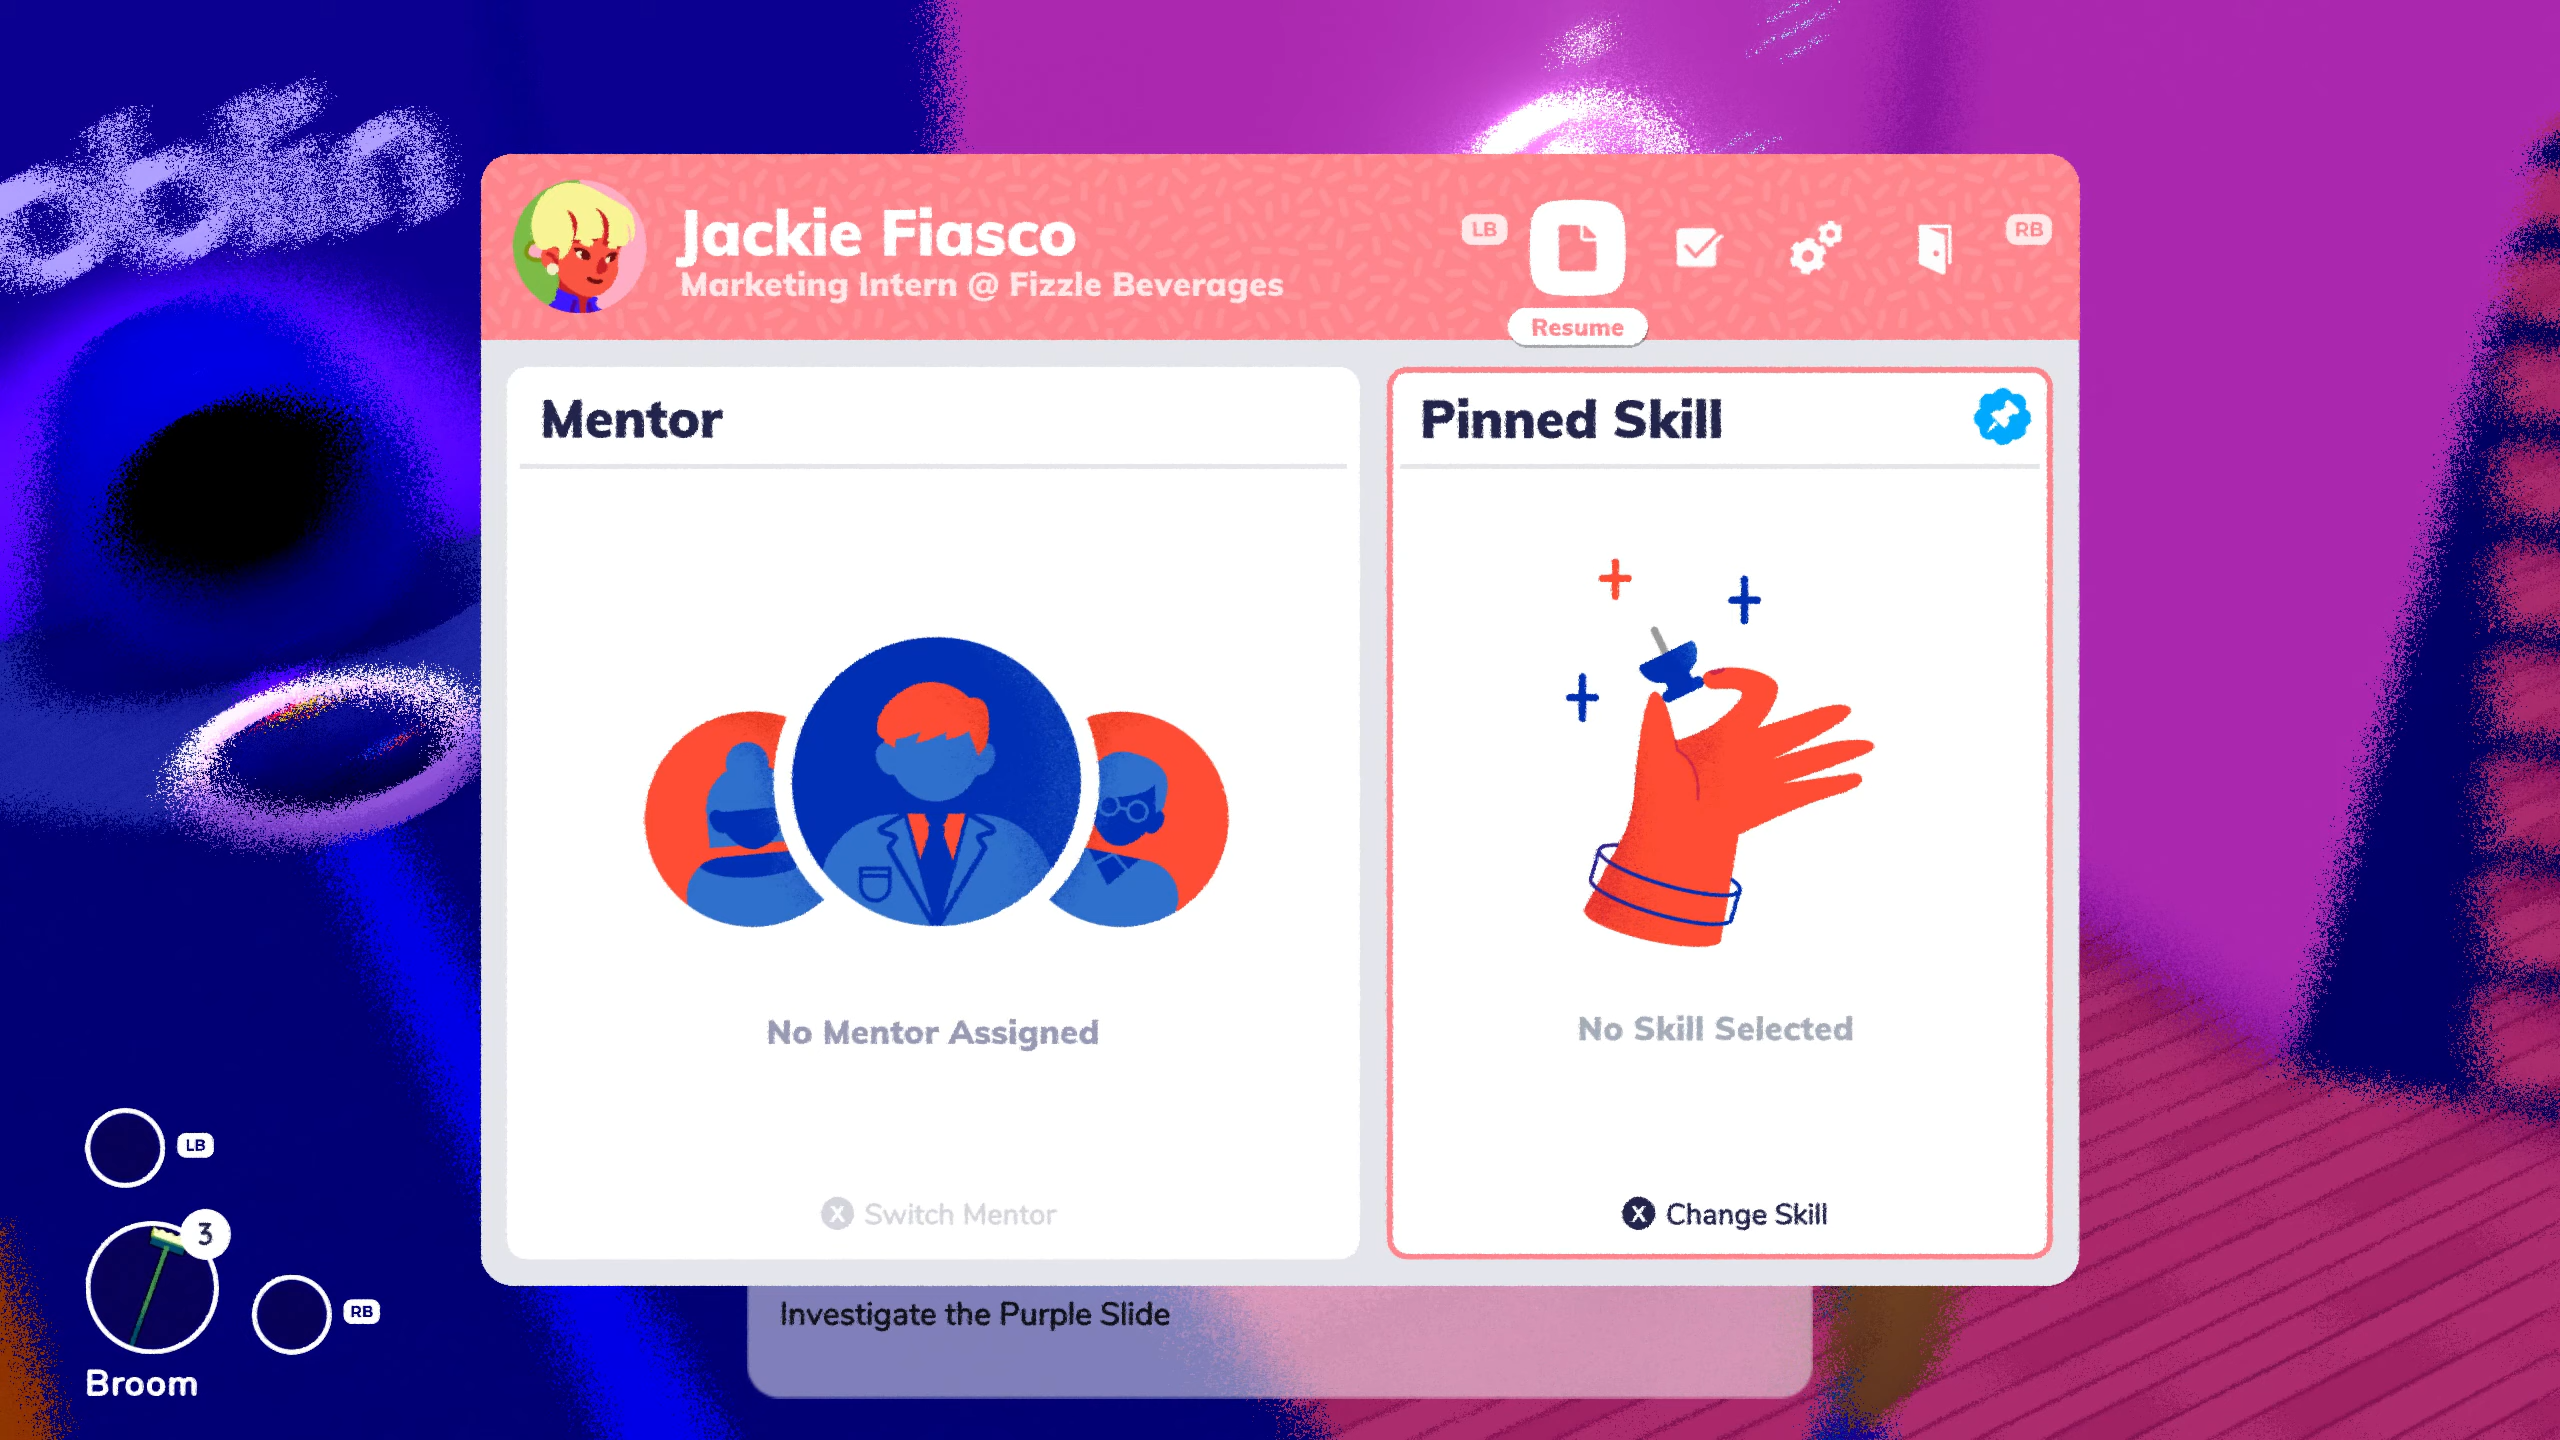 Jackie Fiasco
Marketing Intern @ Fizzle Beverages
LB
RB
Resume
Mentor
Pinned Skill
No Mentor Assigned
No Skill Selected
X Switch Mentor
X Change Skill
Investigate the Purple Slide
LB
3
RB
Broom